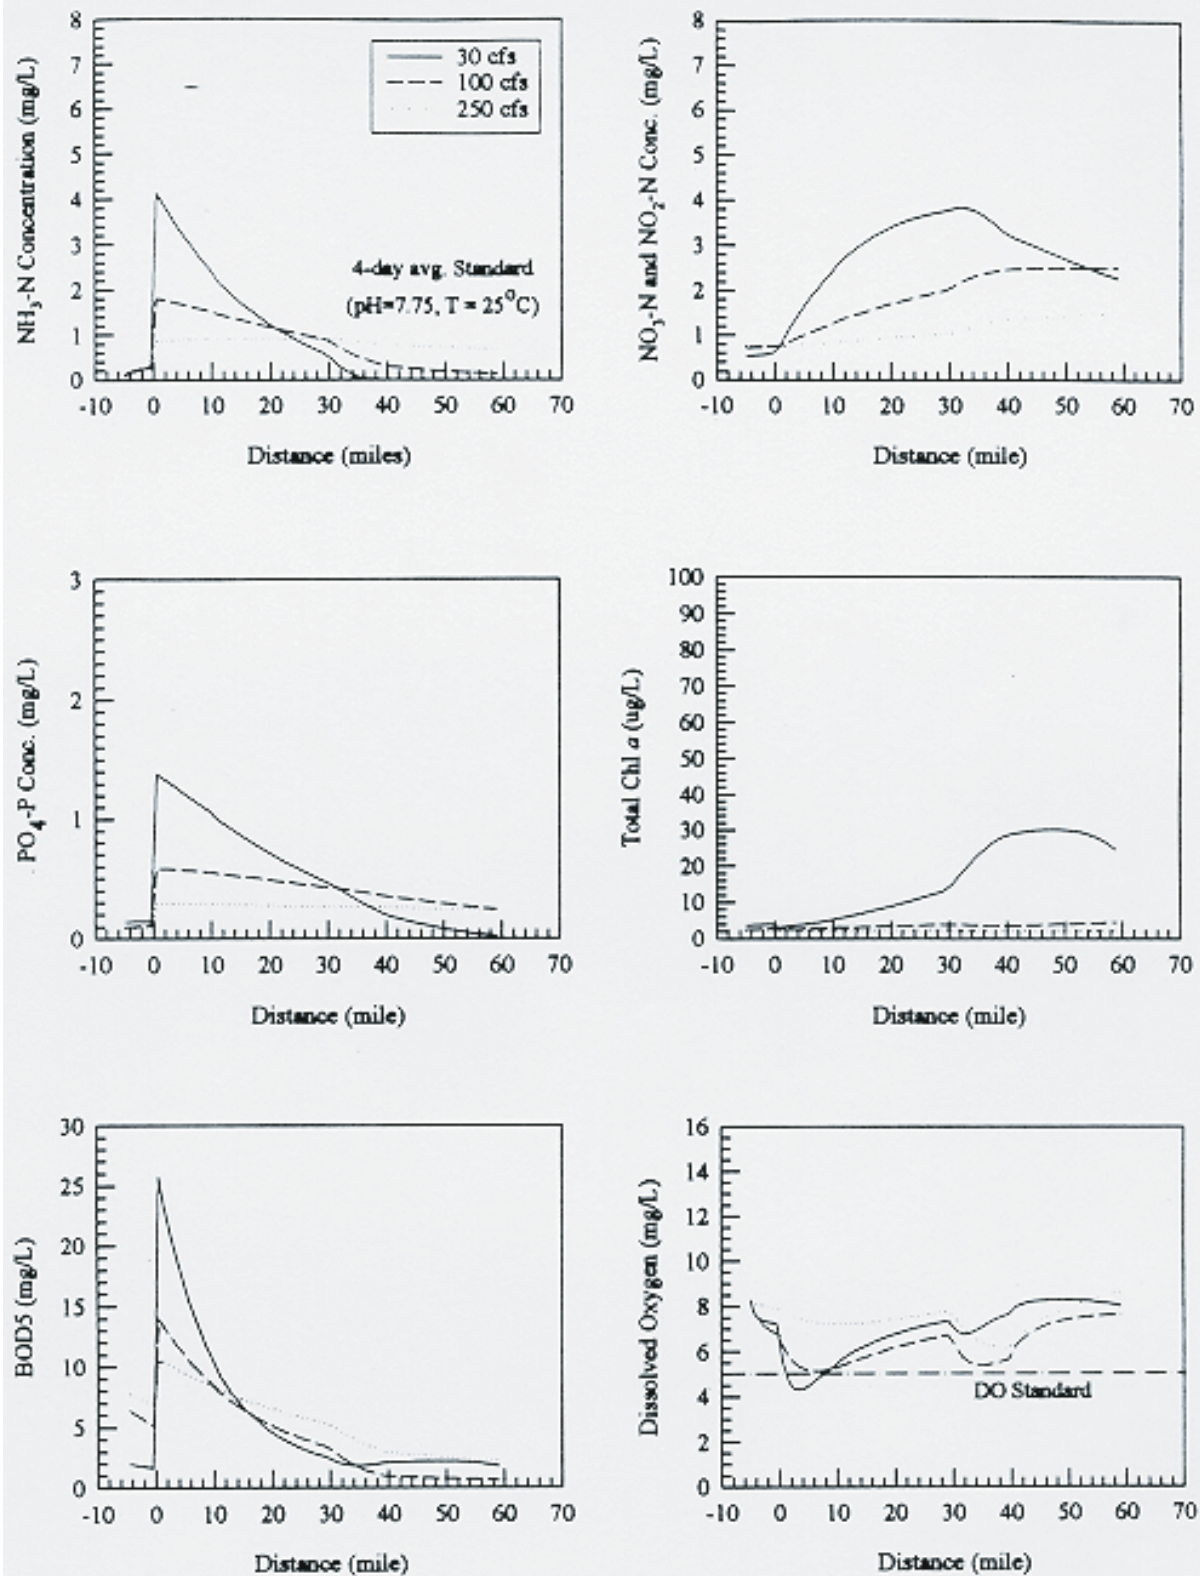 NH3-N Concentration (mg/L)
8
7
6
5
4
3
2
1
0
30 cfs
100 cfs
250 cfs
4-day avg. Standard
(pH=7.75, T = 25°C)
-10 0 10 20 30 40 50 60 70
Distance (miles)
NO3-N and NO2-N Conc. (mg/L)
8
7
6
5
4
3
2
1
0
-10 0 10 20 30 40 50 60 70
Distance (mile)
PO4-P Conc. (mg/L)
3
2
1
0
-10 0 10 20 30 40 50 60 70
Distance (mile)
Total Chl a (ug/L)
100
90
80
70
60
50
40
30
20
10
0
-10 0 10 20 30 40 50 60 70
Distance (mile)
BOD5 (mg/L)
30
25
20
15
10
5
0
-10 0 10 20 30 40 50 60 70
Distance (mile)
Dissolved Oxygen (mg/L)
16
14
12
10
8
6
4
2
0
DO Standard
-10 0 10 20 30 40 50 60 70
Distance (mile)